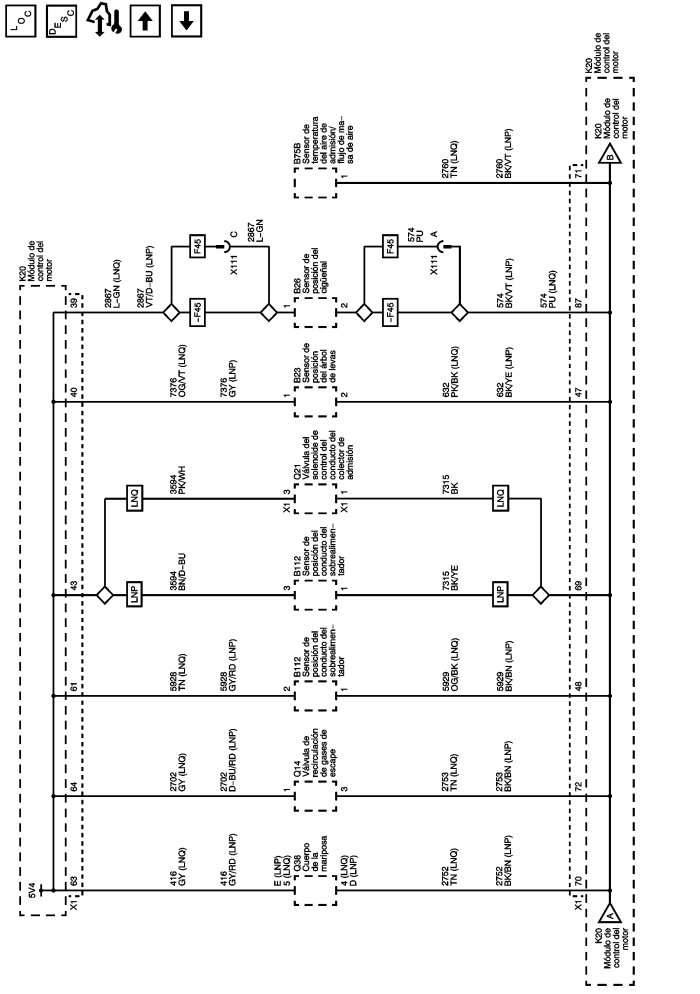 LOC
DESC
K20
Módulo de
control del
motor
K20
Módulo de
control del
motor
B
B75B
Sensor de
temperatura
del aire de
admisión/
flujo de ma–
sa de aire
1
2760
TN (LNQ)
2760
BK/VT (LNP)
71
K20
Módulo de
control del
motor
39
2867
L–GN (LNQ)
2867
VT/D–BU (LNP)
F45
C
X111
2867
L–GN
–F45
1
B26
Sensor de
posición del
cigüeñal
2
F45
574
PU
A
X111
–F45
574
BK/VT (LNP)
574
PU (LNQ)
87
40
7376
OG/VT (LNQ)
7376
GY (LNP)
1
B23
Sensor de
posición
del árbol
de levas
2
632
PK/BK (LNQ)
632
BK/YE (LNP)
47
LNQ
3594
PK/WH
3
X1
Q21
Válvula del
solenoide de
control del
conducto del
colector de
admisión
1
X1
7315
BK
LNQ
43
LNP
3594
BN/D–BU
3
B112
Sensor de
posición del
conducto del
sobrealimen–
tador
1
7315
BK/YE
LNP
69
61
5928
TN (LNQ)
5928
GY/RD (LNP)
2
B112
Sensor de
posición del
conducto del
sobrealimen–
tador
1
5929
OG/BK (LNQ)
5929
BK/BN (LNP)
48
64
2702
GY (LNQ)
2702
D–BU/RD (LNP)
1
Q14
Válvula de
recirculación
de gases de
escape
3
2753
TN (LNQ)
2753
BK/BN (LNP)
72
5V4
63
X1
416
GY (LNQ)
416
GY/RD (LNP)
E (LNP)
5 (LNQ)
Q38
Cuerpo
de la
mariposa
4 (LNQ)
D (LNP)
2752
TN (LNQ)
2752
BK/BN (LNP)
70
X1
A
K20
Módulo de
control del
motor